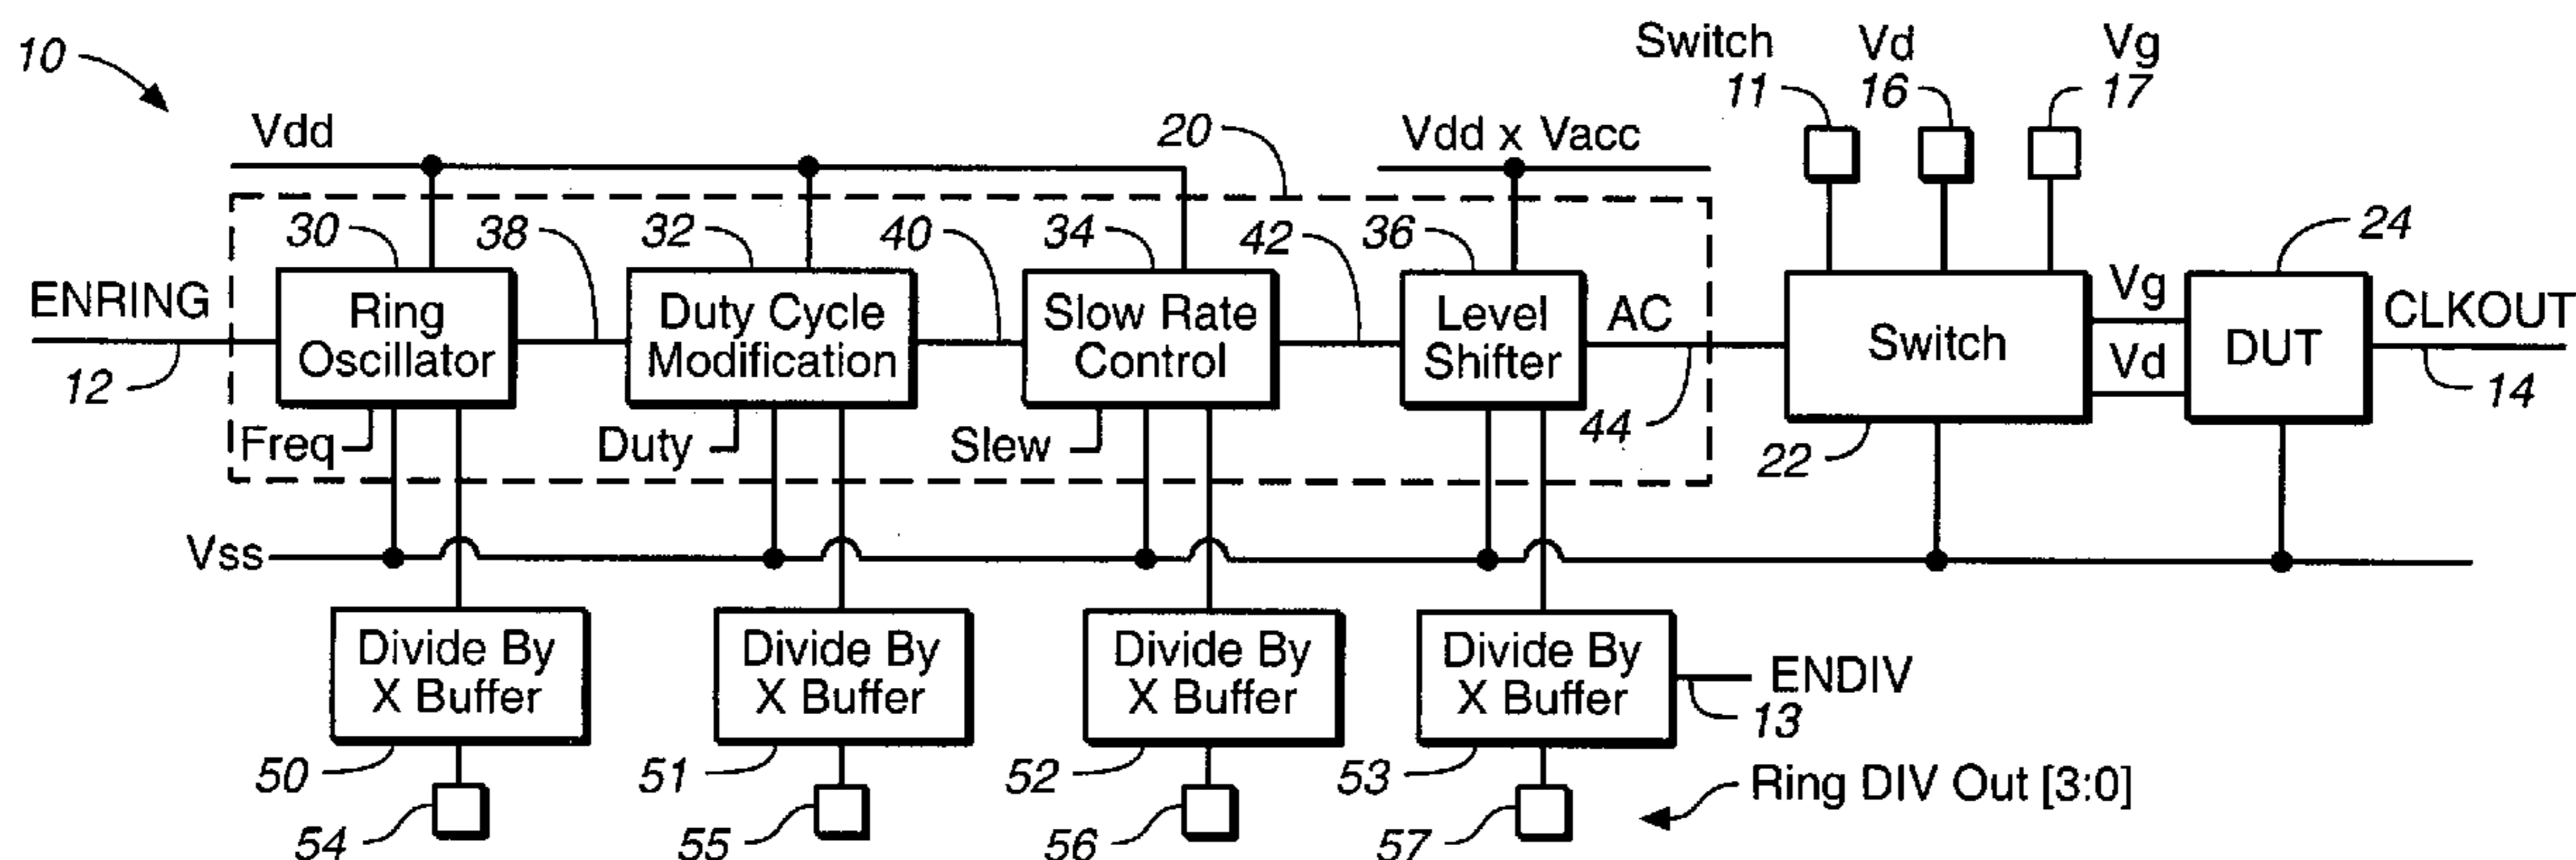 10
Switch
11
Vd
16
Vg
17
Vdd
20
Vdd x Vacc
30
38
32
40
34
42
36
24
ENRING
12
Ring
Oscillator
Duty Cycle
Modification
Slow Rate
Control
Level
Shifter
AC
44
Switch
22
Vg
Vd
DUT
CLKOUT
14
Freq
Duty
Slew
Vss
Divide By
X Buffer
Divide By
X Buffer
Divide By
X Buffer
Divide By
X Buffer
ENDIV
13
50
51
52
53
Ring DIV Out [3:0]
54
55
56
57